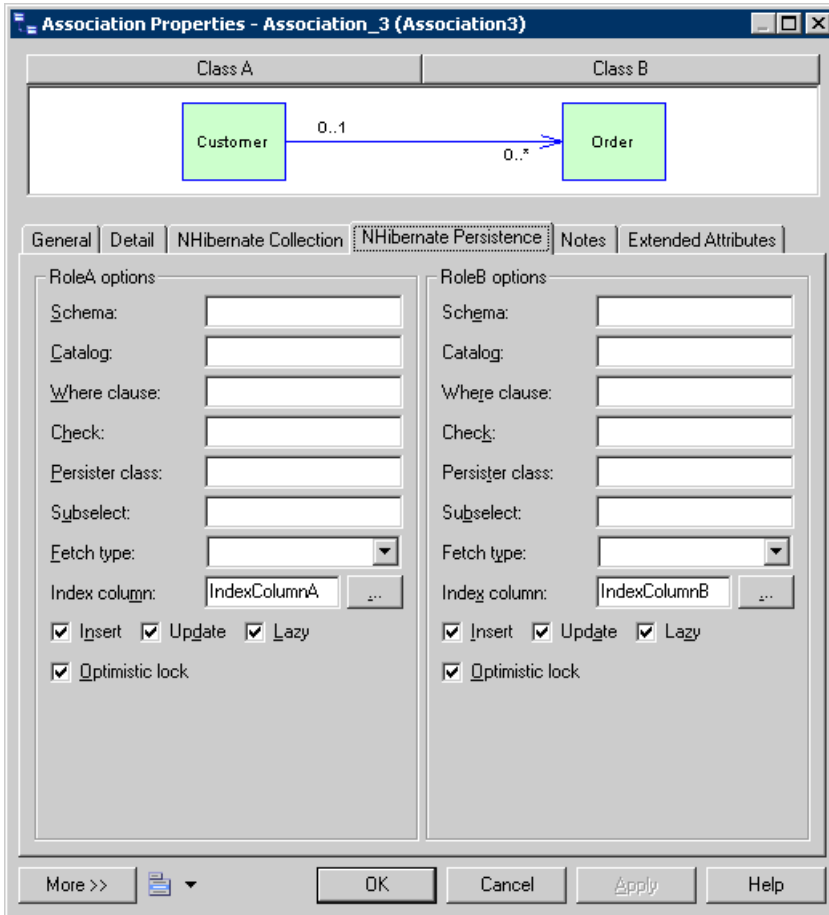 Association Properties - Association_3 (Association3)
Class A Class B
Customer 0..1 0..* Order
General Detail NHibernate Collection NHibernate Persistence Notes Extended Attributes
RoleA options RoleB options
Schema: Schema:
Catalog: Catalog:
Where clause: Where clause:
Check: Check:
Persister class: Persister class:
Subselect: Subselect:
Fetch type: Fetch type:
Index column: IndexColumnA ... Index column: IndexColumnB ...
Insert Update Lazy Insert Update Lazy
Optimistic lock Optimistic lock
More >> OK Cancel Apply Help